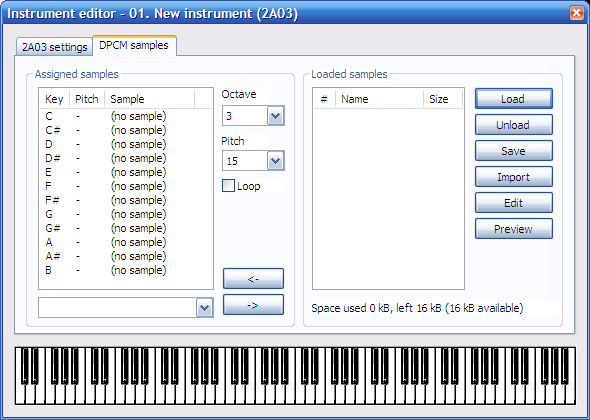 Instrument editor - 01. New instrument (2A03)
2A03 settings
DPCM samples
Assigned samples
Key Pitch Sample
C - (no sample)
C# - (no sample)
D - (no sample)
D# - (no sample)
E - (no sample)
F - (no sample)
F# - (no sample)
G - (no sample)
G# - (no sample)
A - (no sample)
A# - (no sample)
B - (no sample)
Octave
3
Pitch
15
Loop
<-
->
Loaded samples
# Name Size
Load
Unload
Save
Import
Edit
Preview
Space used 0 kB, left 16 kB (16 kB available)